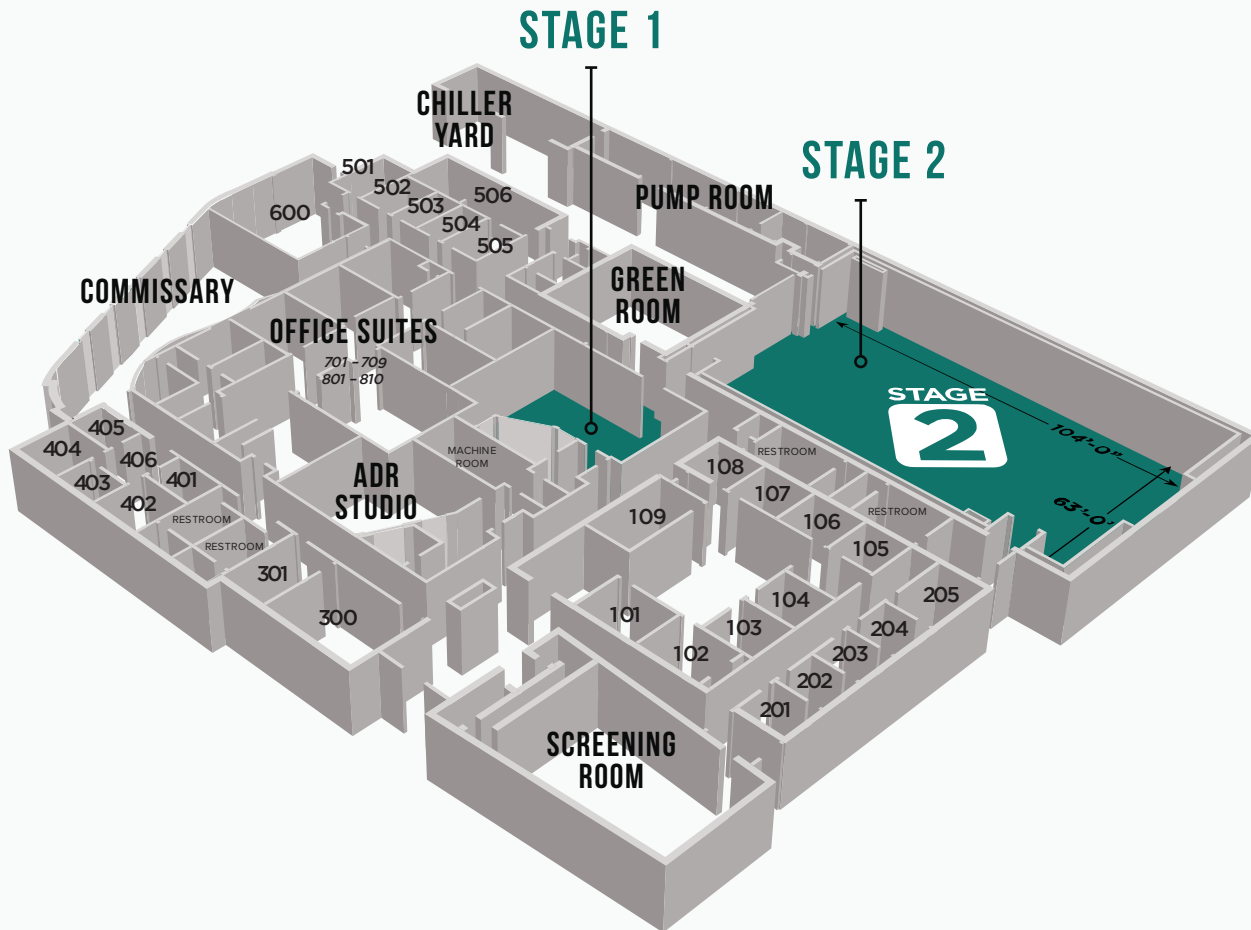 STAGE 1
CHILLER
YARD
STAGE 2
501
502
503
504
505
506
600
PUMP ROOM
COMMISSARY
GREEN
ROOM
OFFICE SUITES
701 - 709
801 - 810
STAGE
2
104'-0"
63'-0'
405
404
406
403
401
402
RESTROOM
RESTROOM
301
300
MACHINE
ROOM
ADR
STUDIO
RESTROOM
108
107
106
RESTROOM
105
109
101
102
103
104
205
204
203
202
201
SCREENING
ROOM